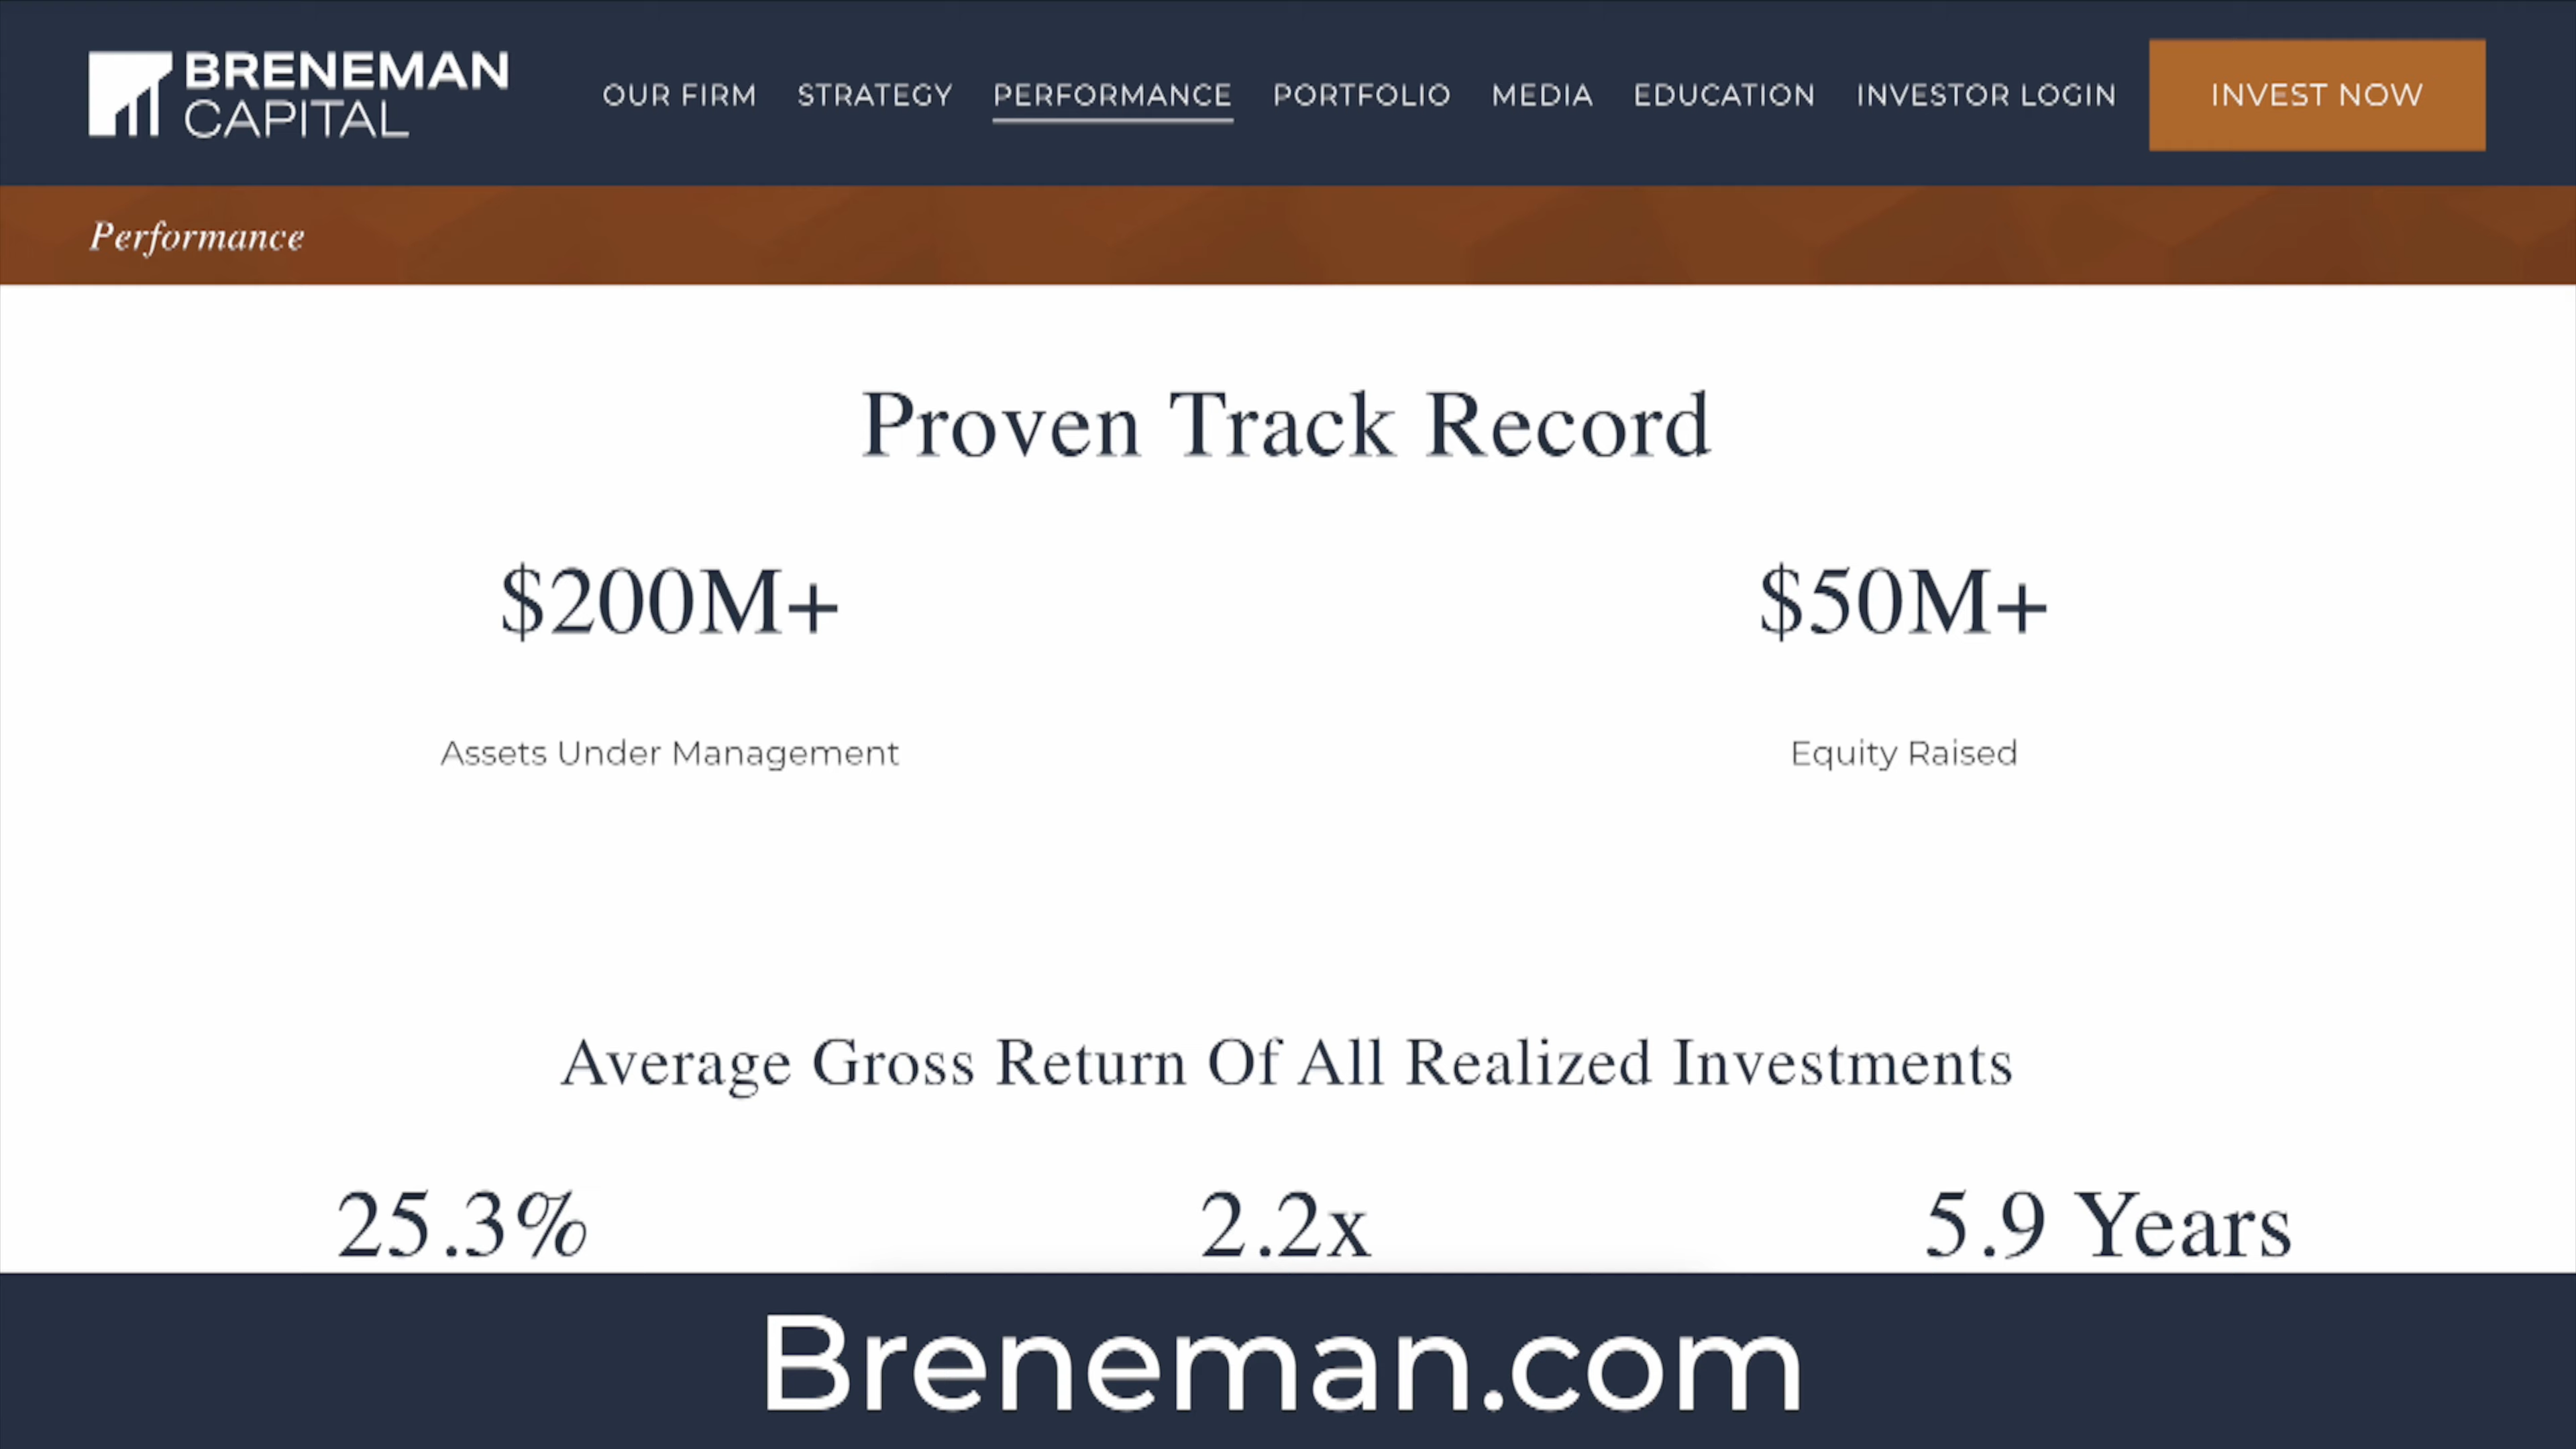 BRENEMAN
CAPITAL
OUR FIRM STRATEGY PERFORMANCE PORTFOLIO MEDIA EDUCATION INVESTOR LOGIN INVEST NOW
Performance
Proven Track Record
$200M+ $50M+
Assets Under Management Equity Raised
Average Gross Return Of All Realized Investments
25.3% 2.2x 5.9 Years
Breneman.com